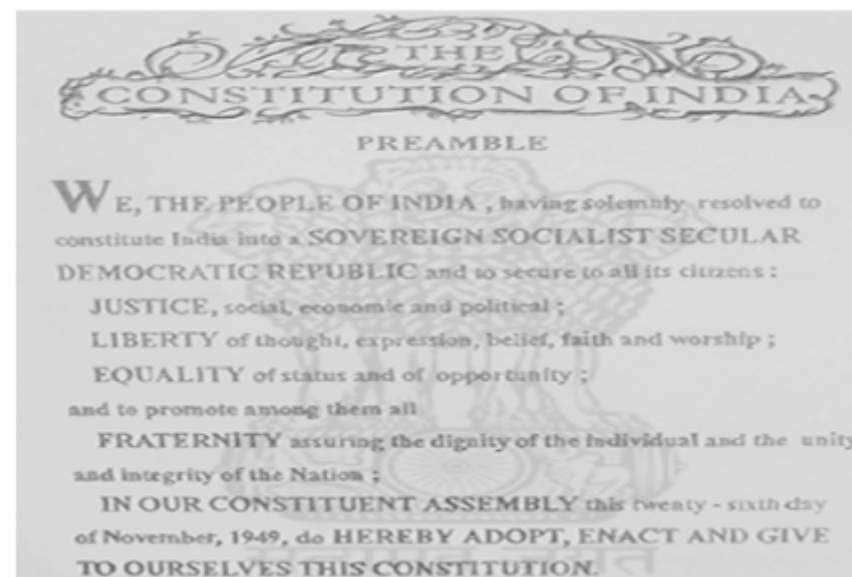 THE
CONSTITUTION OF INDIA
PREAMBLE
WE, THE PEOPLE OF INDIA , having solemnly resolved to
constitute India into a SOVEREIGN SOCIALIST SECULAR
DEMOCRATIC REPUBLIC and to secure to all its citizens :
JUSTICE, social, economic and political ;
LIBERTY of thought, expression, belief, faith and worship ;
EQUALITY of status and of opportunity ;
and to promote among them all
FRATERNITY assuring the dignity of the individual and the unity
and integrity of the Nation ;
IN OUR CONSTITUENT ASSEMBLY this twenty - sixth day
of November, 1949, do HEREBY ADOPT, ENACT AND GIVE
TO OURSELVES THIS CONSTITUTION.
सत्यमेव जयते